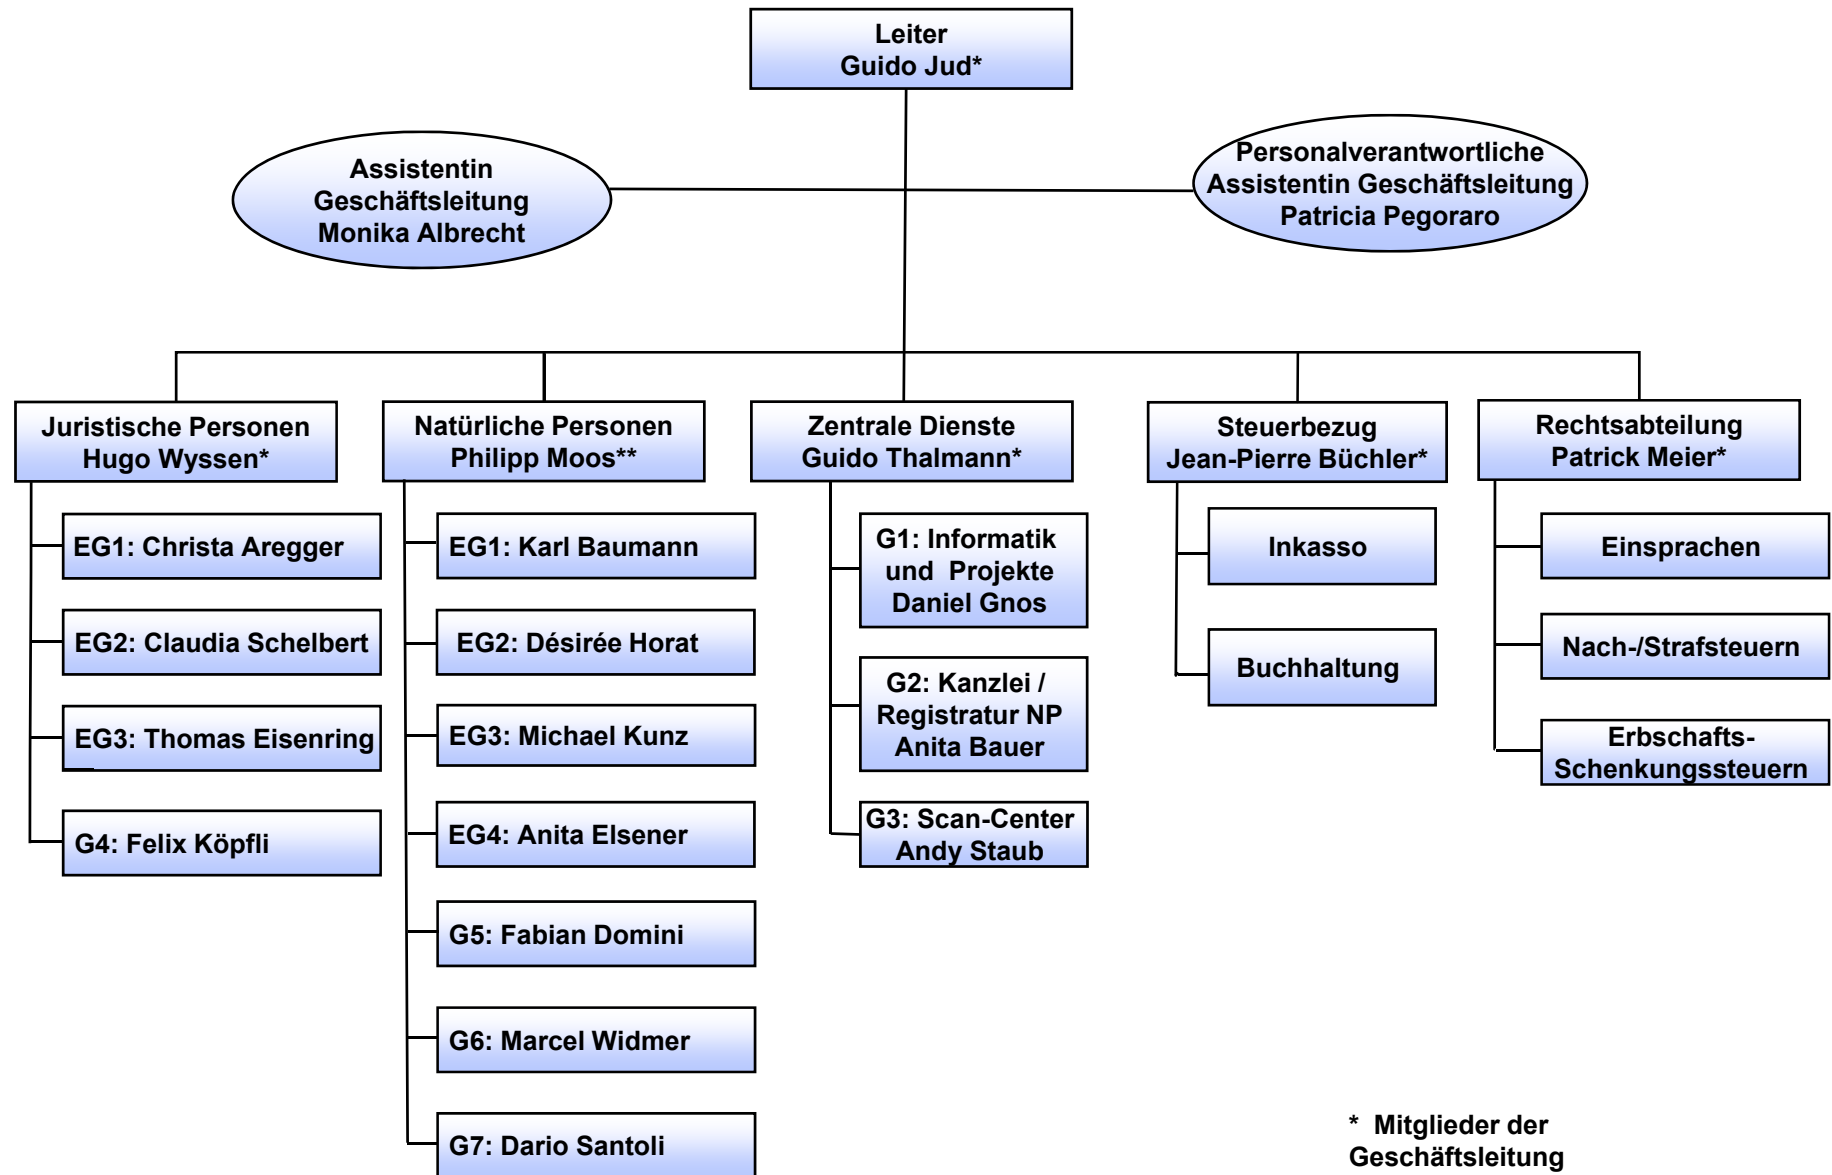 Leiter
Guido Jud*
Assistentin
Geschäftsleitung
Monika Albrecht
Personalverantwortliche
Assistentin Geschäftsleitung
Patricia Pegoraro
Juristische Personen
Hugo Wyssen*
EG1: Christa Aregger
EG2: Claudia Schelbert
EG3: Thomas Eisenring
G4: Felix Köpfli
Natürliche Personen
Philipp Moos**
EG1: Karl Baumann
EG2: Désirée Horat
EG3: Michael Kunz
EG4: Anita Elsener
G5: Fabian Domini
G6: Marcel Widmer
G7: Dario Santoli
Zentrale Dienste
Guido Thalmann*
G1: Informatik
und Projekte
Daniel Gnos
G2: Kanzlei /
Registratur NP
Anita Bauer
G3: Scan-Center
Andy Staub
Steuerbezug
Jean-Pierre Büchler*
Inkasso
Buchhaltung
Rechtsabteilung
Patrick Meier*
Einsprachen
Nach-/Strafsteuern
Erbschafts-
Schenkungssteuern
* Mitglieder der
Geschäftsleitung